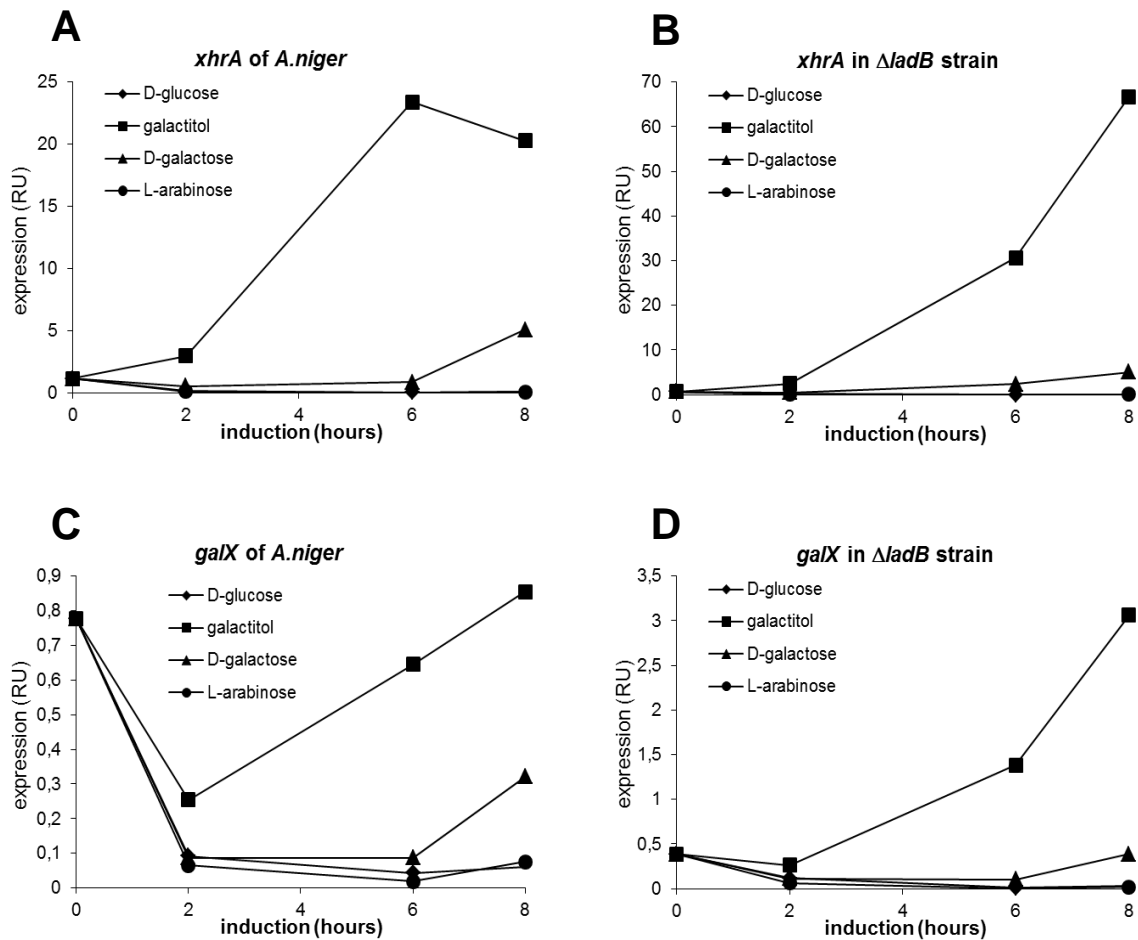 A
xhrA of A.niger
25
20
15
10
5
0
0
2
4
6
8
expression (RU)
induction (hours)
D-glucose
galactitol
D-galactose
L-arabinose
B
xhrA in ΔladB strain
70
60
50
40
30
20
10
0
0
2
4
6
8
expression (RU)
induction (hours)
D-glucose
galactitol
D-galactose
L-arabinose
C
galX of A.niger
0,9
0,8
0,7
0,6
0,5
0,4
0,3
0,2
0,1
0
0
2
4
6
8
expression (RU)
induction (hours)
D-glucose
galactitol
D-galactose
L-arabinose
D
galX in ΔladB strain
3,5
3
2,5
2
1,5
1
0,5
0
0
2
4
6
8
expression (RU)
induction (hours)
D-glucose
galactitol
D-galactose
L-arabinose